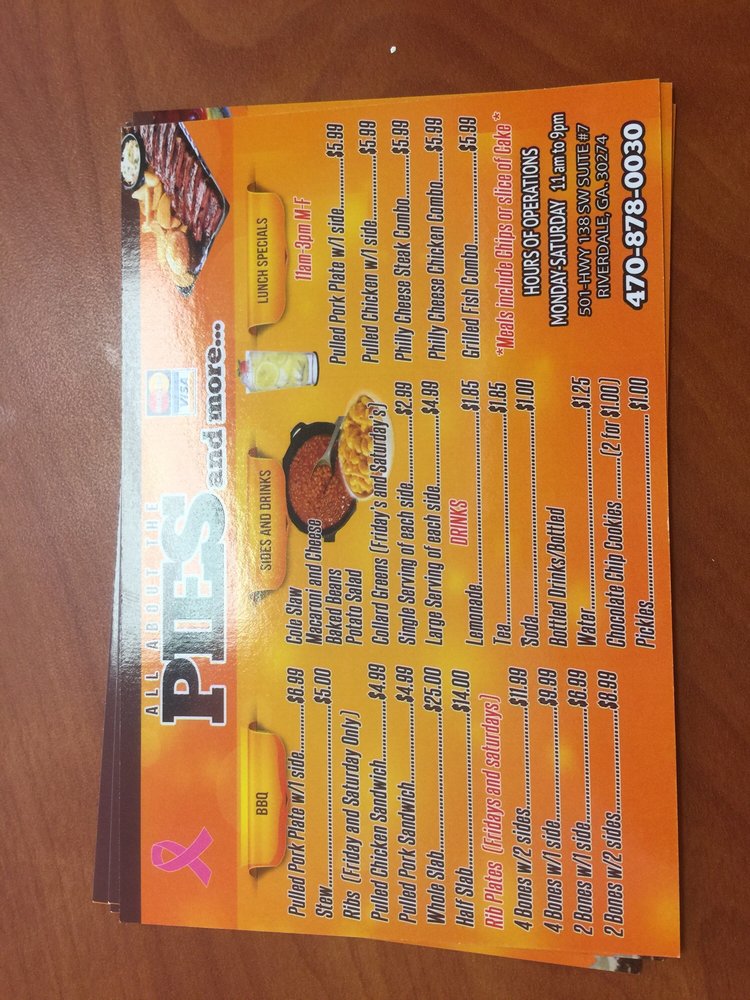 ALL ABOUT THE
PIES and more...
MasterCard
VISA
BBQ
Pulled Pork Plate w/1 side..........$6.99
Stew..........$5.00
Ribs (Friday and Saturday Only)
Pulled Chicken Sandwich..........$4.99
Pulled Pork Sandwich..........$4.99
Whole Slab..........$25.00
Half Slab..........$14.00
Rib Plates (Fridays and saturdays)
4 Bones w/2 sides..........$11.99
4 Bones w/1 side..........$9.99
2 Bones w/1 side..........$6.99
2 Bones w/2 sides..........$8.99
SIDES AND DRINKS
Cole Slaw
Macaroni and Cheese
Baked Beans
Potato Salad
Collard Greens (Friday's and Saturday's)
Single Serving of each side..........$2.99
Large Serving of each side..........$4.99
DRINKS
Lemonade..........$1.85
Tea..........$1.85
Soda..........$1.00
Bottled Drinks/Bottled
Water..........$1.25
Chocolate Chip Cookies ..........(2 for $1.00)
Pickles..........$1.00
LUNCH SPECIALS
11am-3pm M-F
Pulled Pork Plate w/1 side..........$5.99
Pulled Chicken w/1 side..........$5.99
Philly Cheese Steak Combo..........$5.99
Philly Cheese Chicken Combo..........$5.99
Grilled Fish Combo..........$5.99
*Meals include Chips or slice of Cake*
HOURS OF OPERATIONS
MONDAY-SATURDAY 11 am to 9pm
501-HWY 138 SW SUITE #7
RIVERDALE, GA. 30274
470-878-0030